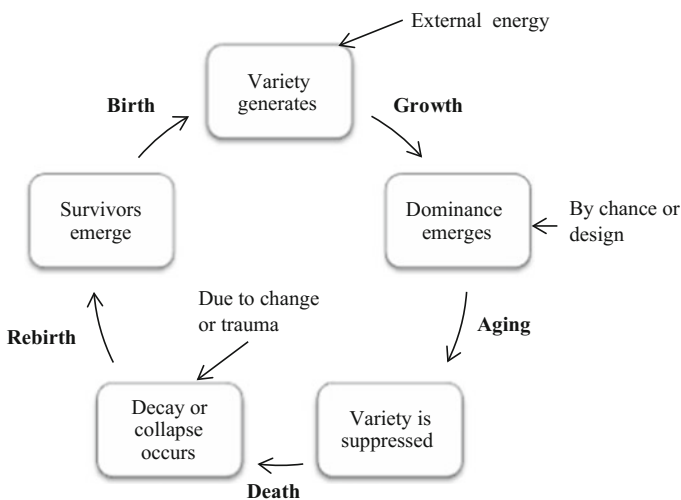 External energy
Variety
generates
Birth
Growth
Survivors
emerge
Dominance
emerges
By chance or
design
Due to change
or trauma
Rebirth
Aging
Decay or
collapse
occurs
Variety is
suppressed
Death